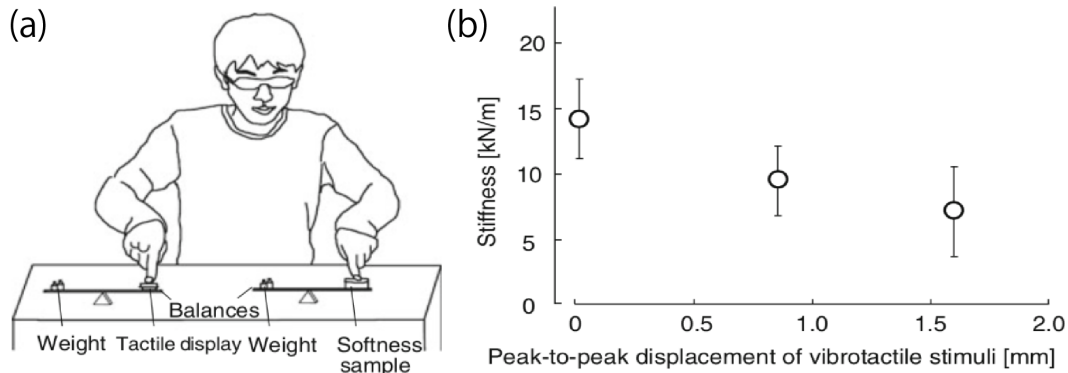 (a)
Balances
Weight Tactile display Weight Softness
sample
(b)
Stiffness [kN/m]
20
15
10
5
0
0 0.5 1.0 1.5 2.0
Peak-to-peak displacement of vibrotactile stimuli [mm]